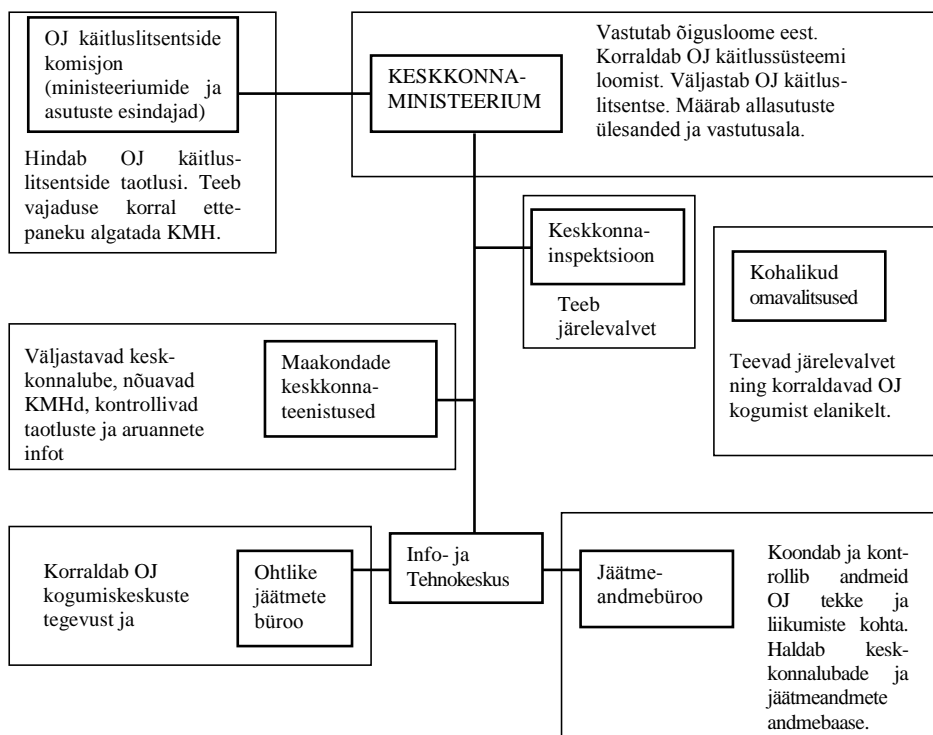 OJ käitluslitsentside
komisjon
(ministeeriumide ja
asutuste esindajad)
Hindab OJ käitlus-
litsentside taotlusi. Teeb
vajaduse korral ette-
paneku algatada KMH.
KESKKONNA-
MINISTEERIUM
Vastutab õigusloome eest.
Korraldab OJ käitlussüsteemi
loomist. Väljastab OJ käitlus-
litsentse. Määrab allasutuste
ülesanded ja vastutusala.
Keskkonna-
inspektsioon
Teeb
järelevalvet
Kohalikud
omavalitsused
Teevad järelevalvet
ning korraldavad OJ
kogumist elanikelt.
Väljastavad kesk-
konnalube, nõuavad
KMHd, kontrollivad
taotluste ja aruannete
infot
Maakondade
keskkonna-
teenistused
Korraldab OJ
kogumiskeskuste
tegevust ja
Ohtlike
jäätmete
büroo
Info- ja
Tehnokeskus
Jäätme-
andmebüroo
Koondab ja kont-
rollib andmeid
OJ tekke ja
liikumiste kohta.
Haldab kesk-
konnalubade ja
jäätmeandmete
andmebaase.